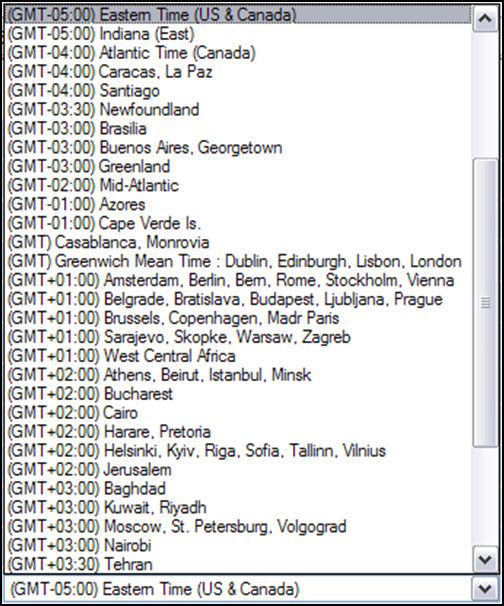 (GMT-05:00) Eastern Time (US & Canada)
(GMT-05:00) Indiana (East)
(GMT-04:00) Atlantic Time (Canada)
(GMT-04:00) Caracas, La Paz
(GMT-04:00) Santiago
(GMT-03:30) Newfoundland
(GMT-03:00) Brasilia
(GMT-03:00) Buenos Aires, Georgetown
(GMT-03:00) Greenland
(GMT-02:00) Mid-Atlantic
(GMT-01:00) Azores
(GMT-01:00) Cape Verde Is.
(GMT) Casablanca, Monrovia
(GMT) Greenwich Mean Time : Dublin, Edinburgh, Lisbon, London
(GMT+01:00) Amsterdam, Berlin, Bern, Rome, Stockholm, Vienna
(GMT+01:00) Belgrade, Bratislava, Budapest, Ljubljana, Prague
(GMT+01:00) Brussels, Copenhagen, Madr Paris
(GMT+01:00) Sarajevo, Skopke, Warsaw, Zagreb
(GMT+01:00) West Central Africa
(GMT+02:00) Athens, Beirut, Istanbul, Minsk
(GMT+02:00) Bucharest
(GMT+02:00) Cairo
(GMT+02:00) Harare, Pretoria
(GMT+02:00) Helsinki, Kyiv, Riga, Sofia, Tallinn, Vilnius
(GMT+02:00) Jerusalem
(GMT+03:00) Baghdad
(GMT+03:00) Kuwait, Riyadh
(GMT+03:00) Moscow, St. Petersburg, Volgograd
(GMT+03:00) Nairobi
(GMT+03:30) Tehran
(GMT-05:00) Eastern Time (US & Canada)